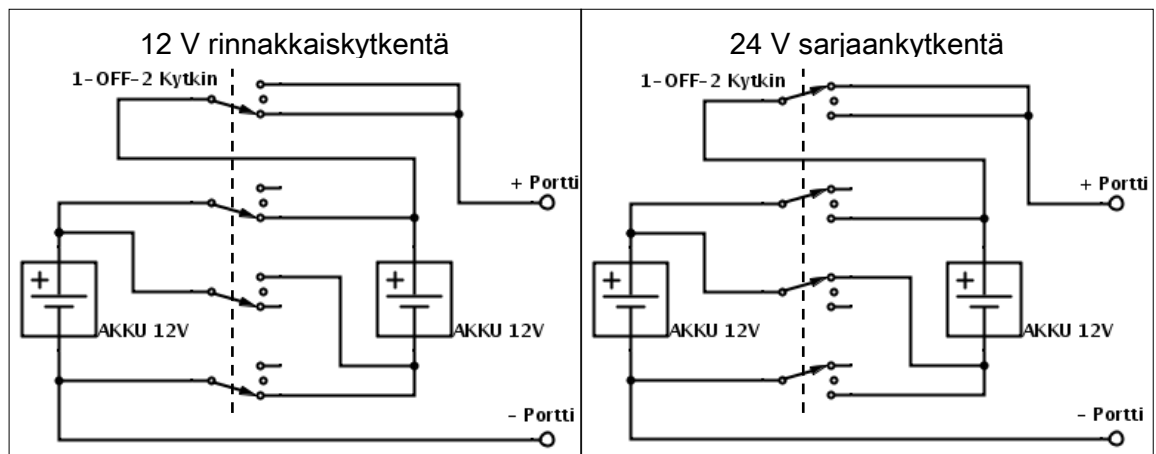 12 V rinnakkaiskytkentä
1-OFF-2 Kytkin
+ Portti
+
AKKU 12V
+
AKKU 12V
- Portti
24 V sarjaankytkentä
1-OFF-2 Kytkin
+ Portti
+
AKKU 12V
+
AKKU 12V
- Portti